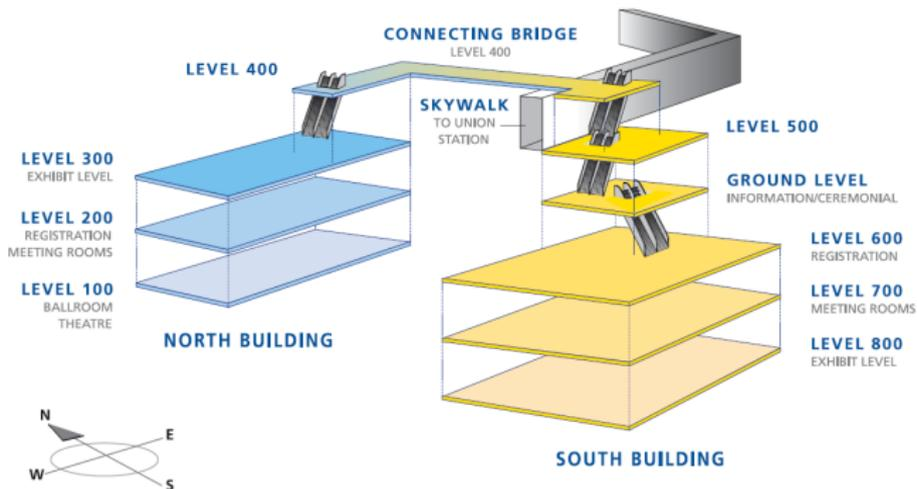 CONNECTING BRIDGE
LEVEL 400
LEVEL 400
SKYWALK
TO UNION
STATION
LEVEL 500
LEVEL 300
EXHIBIT LEVEL
GROUND LEVEL
INFORMATION/CEREMONIAL
LEVEL 200
REGISTRATION
MEETING ROOMS
LEVEL 600
REGISTRATION
LEVEL 100
BALLROOM
THEATRE
LEVEL 700
MEETING ROOMS
LEVEL 800
EXHIBIT LEVEL
NORTH BUILDING
SOUTH BUILDING
N
E
W
S